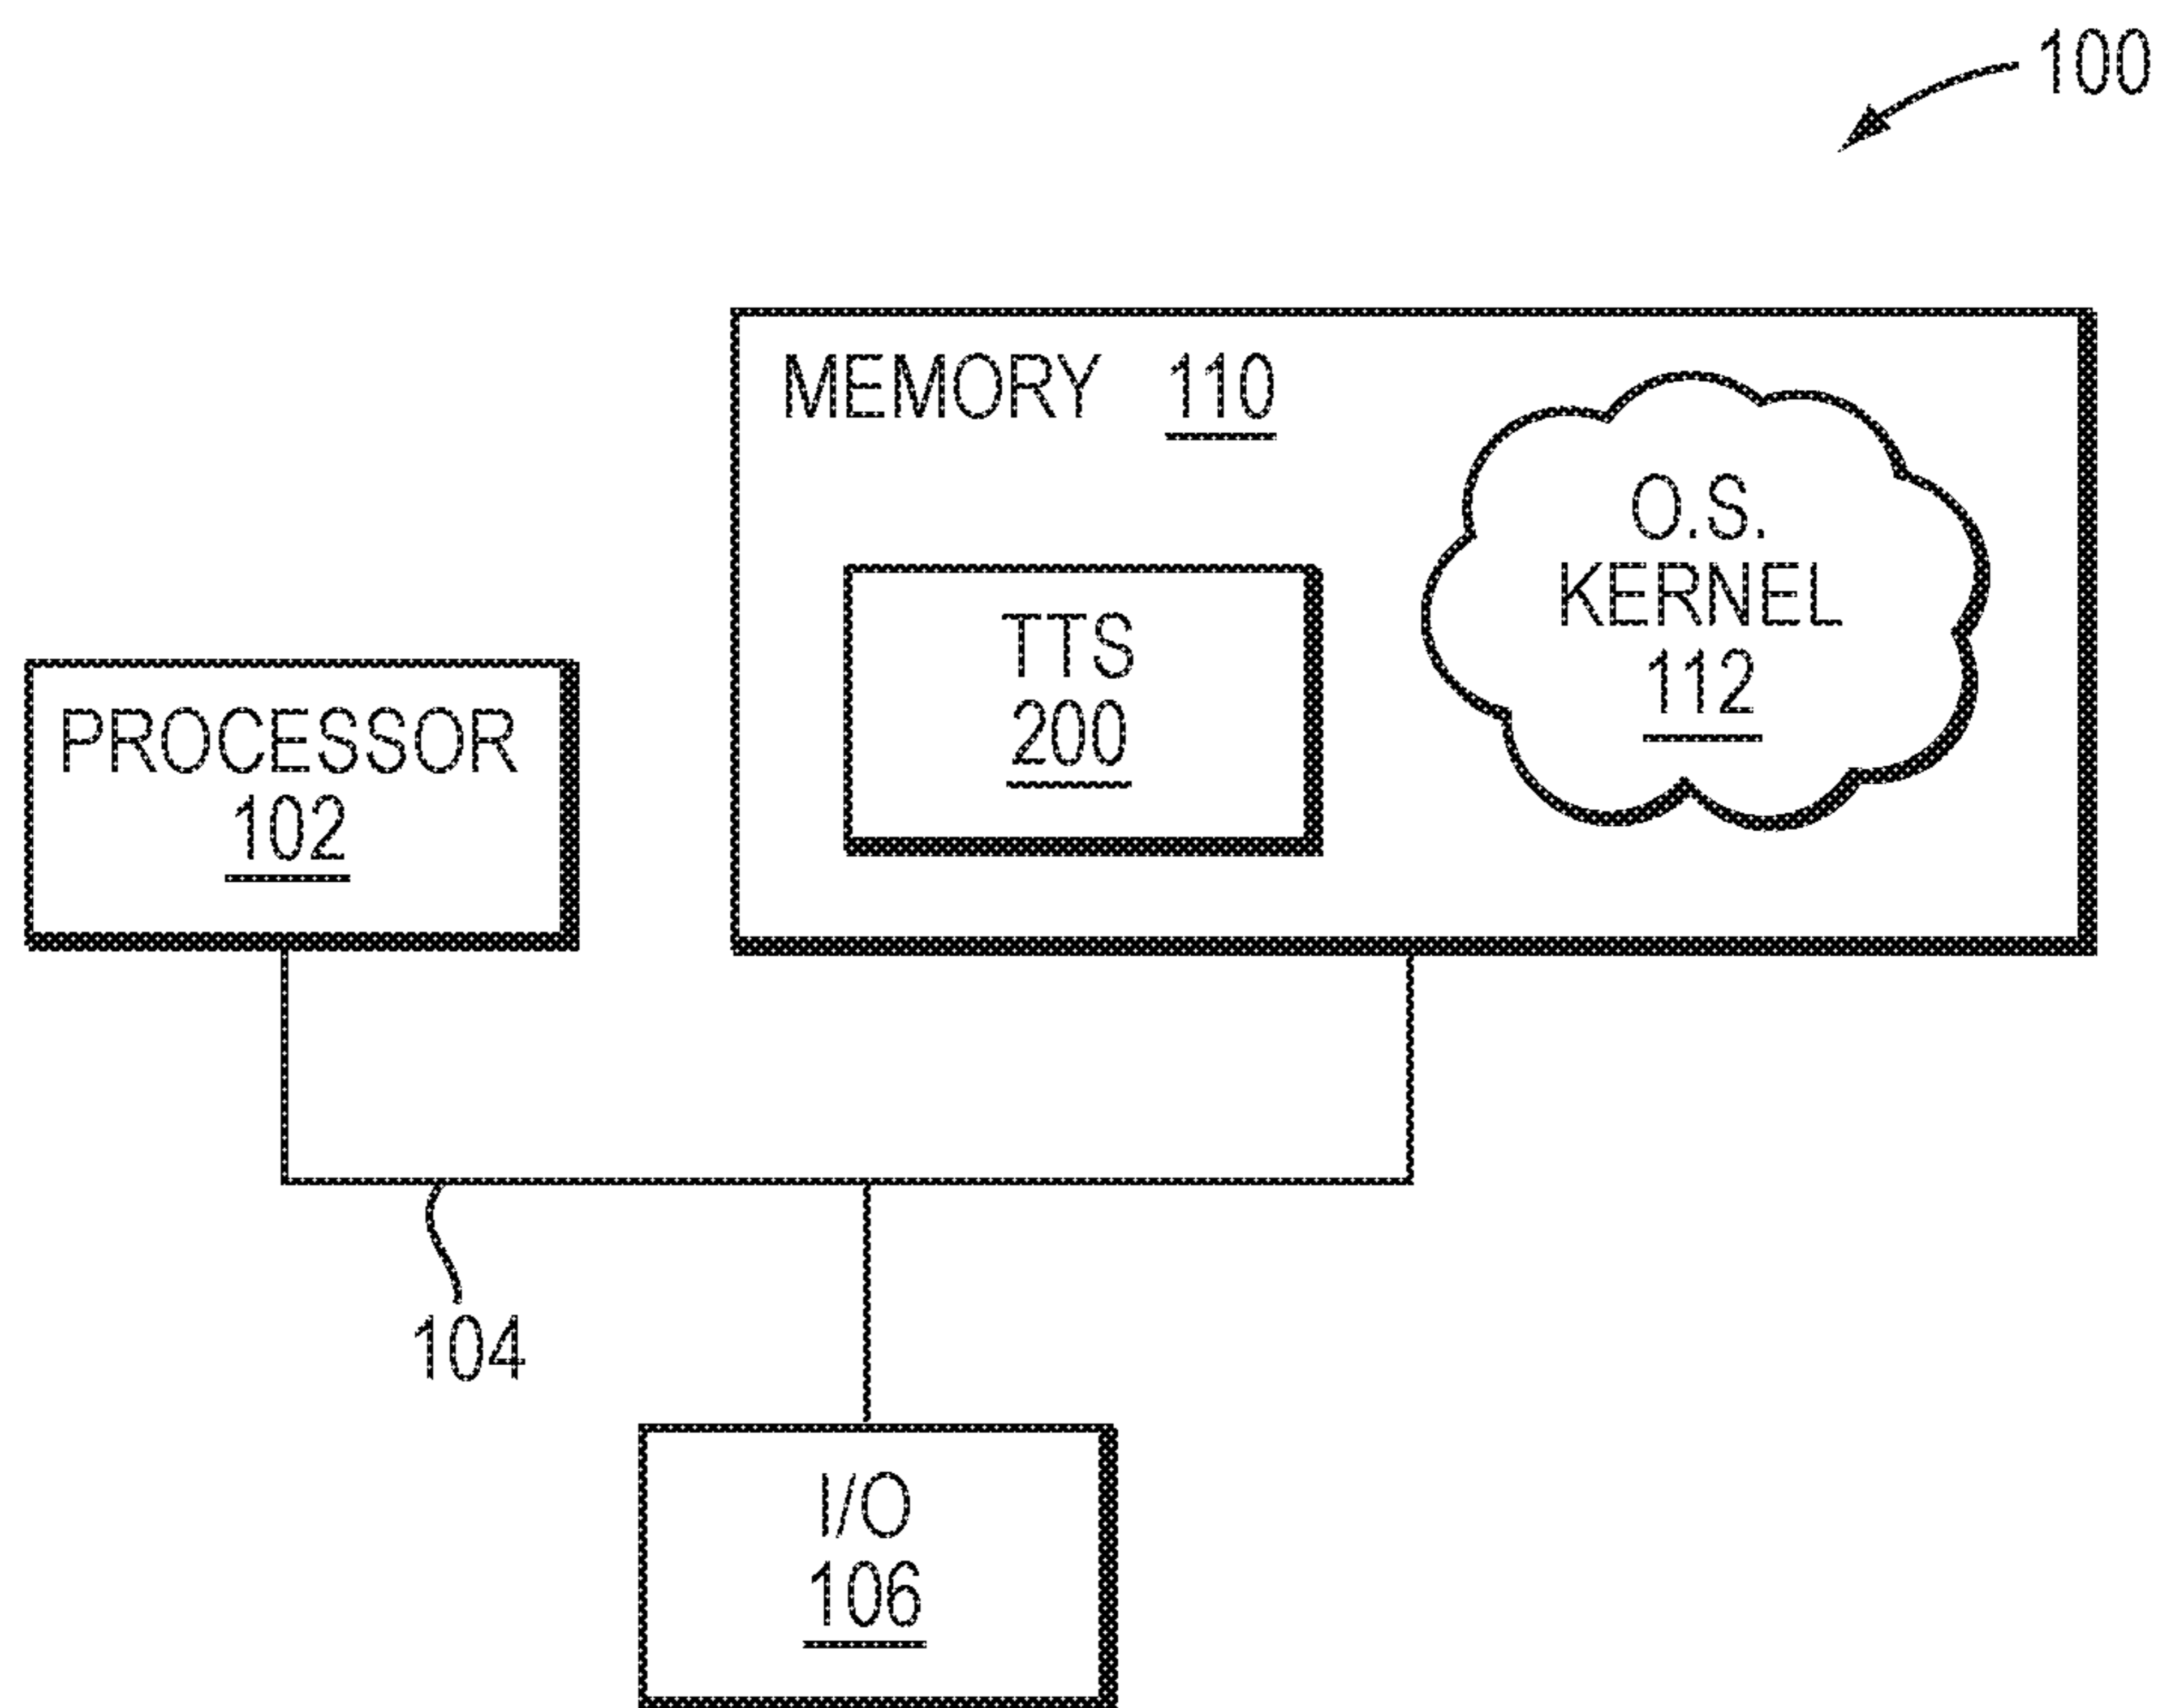 100
MEMORY 110
O.S.
KERNEL
112
TTS
200
PROCESSOR
102
104
I/O
106